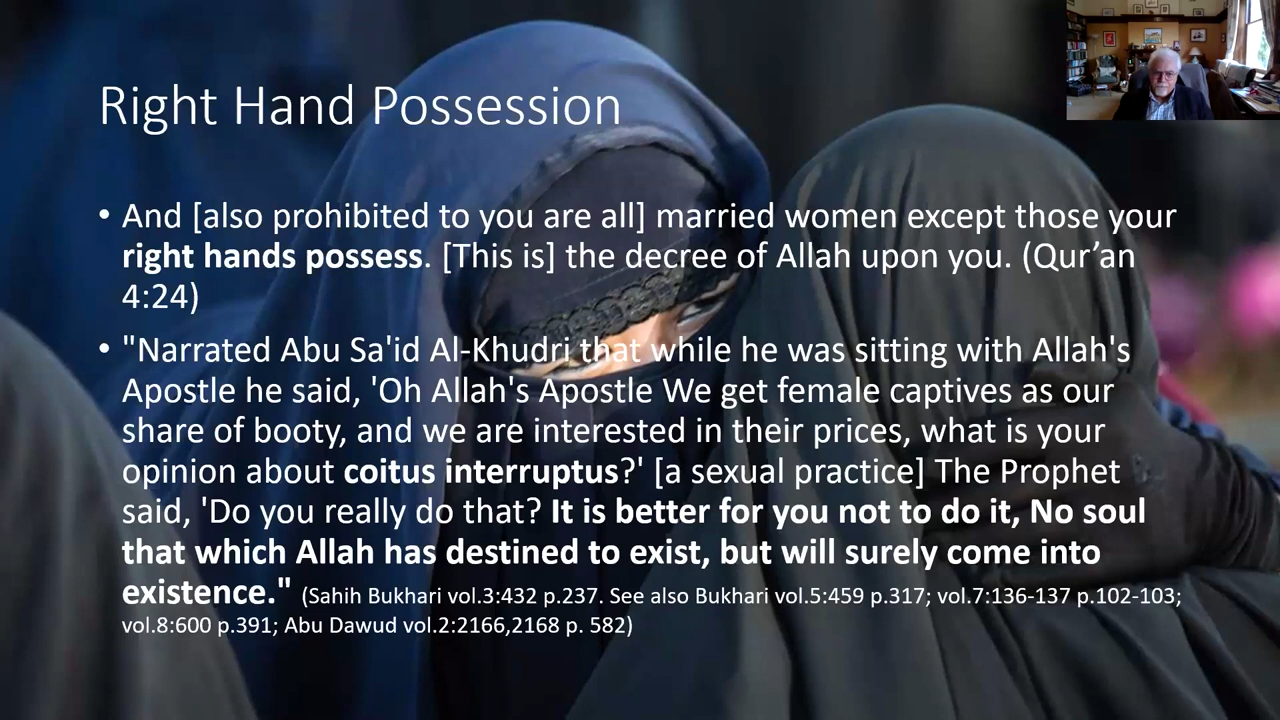 Right Hand Possession
• And [also prohibited to you are all] married women except those your
right hands possess. [This is] the decree of Allah upon you. (Qur’an
4:24)
• "Narrated Abu Sa'id Al-Khudri that while he was sitting with Allah's
Apostle he said, 'Oh Allah's Apostle We get female captives as our
share of booty, and we are interested in their prices, what is your
opinion about coitus interruptus?' [a sexual practice] The Prophet
said, 'Do you really do that? It is better for you not to do it, No soul
that which Allah has destined to exist, but will surely come into
existence." (Sahih Bukhari vol.3:432 p.237. See also Bukhari vol.5:459 p.317; vol.7:136-137 p.102-103;
vol.8:600 p.391; Abu Dawud vol.2:2166,2168 p. 582)